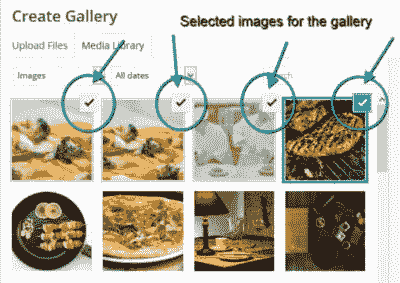 Create Gallery
Selected images for the gallery
Upload Files Media Library
Images All dates